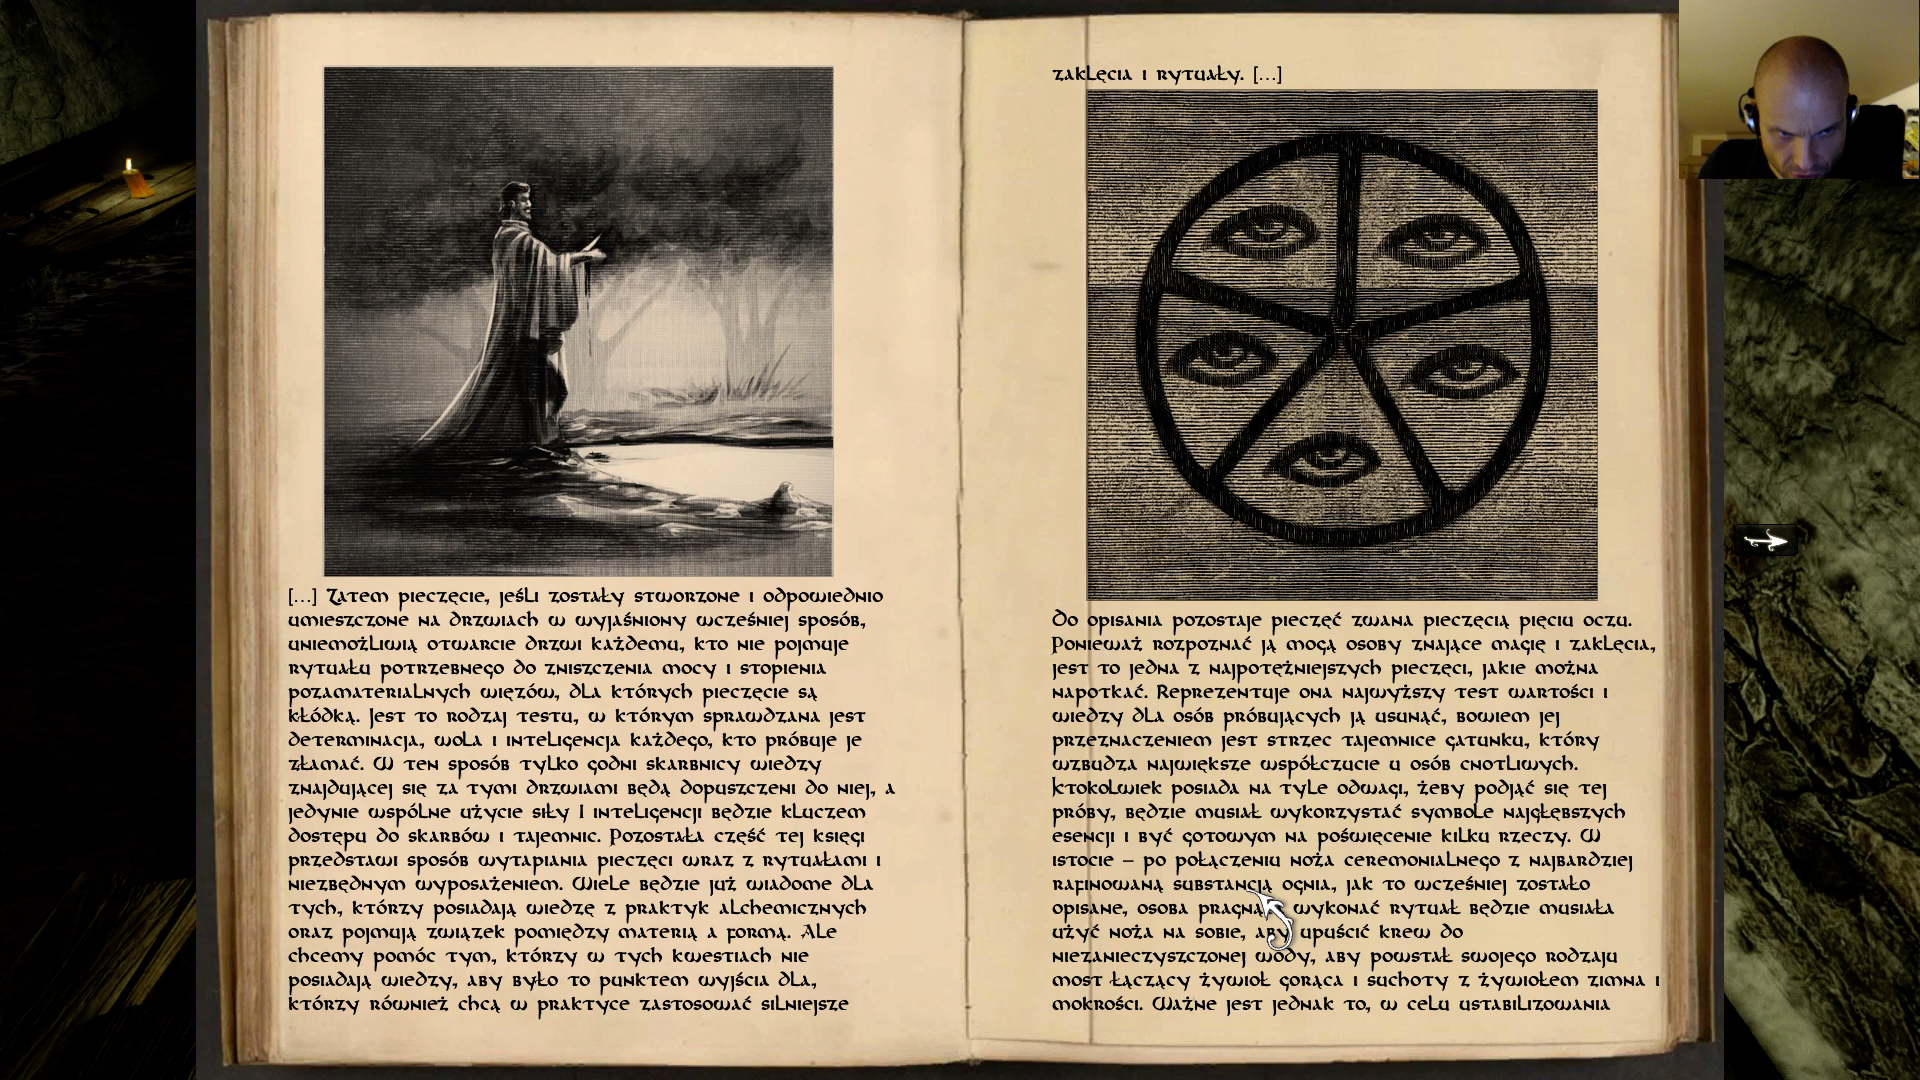 [...] Zatem pieczęcie, jeśli zostały stworzone i odpowiednio
umieszczone na drzwiach w wyjaśniony wcześniej sposób,
uniemożliwią otwarcie drzwi każdemu, kto nie pojmuje
rytuału potrzebnego do zniszczenia mocy i stopienia
pozamaterialnych więzów, dla których pieczęcie są
kłódką. Jest to rodzaj testu, w którym sprawdzana jest
determinacja, wola i inteligencja każdego, kto próbuje je
złamać. W ten sposób tylko godni skarbnicy wiedzy
znajdującej się za tymi drzwiami będą dopuszczeni do niej, a
jedynie wspólne użycie siły I inteligencji będzie kluczem
dostępu do skarbów i tajemnic. Pozostała część tej księgi
przedstawi sposób wytapiania pieczęci wraz z rytuałami i
niezbędnym wyposażeniem. Wiele będzie już wiadome dla
tych, którzy posiadają wiedzę z praktyk alchemicznych
oraz pojmują związek pomiędzy materią a formą. Ale
chcemy pomóc tym, którzy w tych kwestiach nie
posiadają wiedzy, aby było to punktem wyjścia dla,
którzy również chcą w praktyce zastosować silniejsze
zaklęcia i rytuały. [...]
Do opisania pozostaje pieczęć zwana pieczęcią pięciu oczu.
Ponieważ rozpoznać ją mogą osoby znające magię i zaklęcia,
jest to jedna z najpotężniejszych pieczęci, jakie można
napotkać. Reprezentuje ona najwyższy test wartości i
wiedzy dla osób próbujących ją usunąć, bowiem jej
przeznaczeniem jest strzec tajemnice gatunku, który
wzbudza największe współczucie u osób cnotliwych.
Ktokolwiek posiada na tyle odwagi, żeby podjąć się tej
próby, będzie musiał wykorzystać symbole najgłębszych
esencji i być gotowym na poświęcenie kilku rzeczy. W
istocie – po połączeniu noża ceremonialnego z najbardziej
rafinowaną substancją ognia, jak to wcześniej zostało
opisane, osoba wykonać rytuał będzie musiała
użyć noża na sobie, aby upuścić krew do
niezanieczyszczonej wody, aby powstał swojego rodzaju
most łączący żywioł gorąca i suchoty z żywiołem zimna i
mokrości. Ważne jest jednak to, w celu ustabilizowania